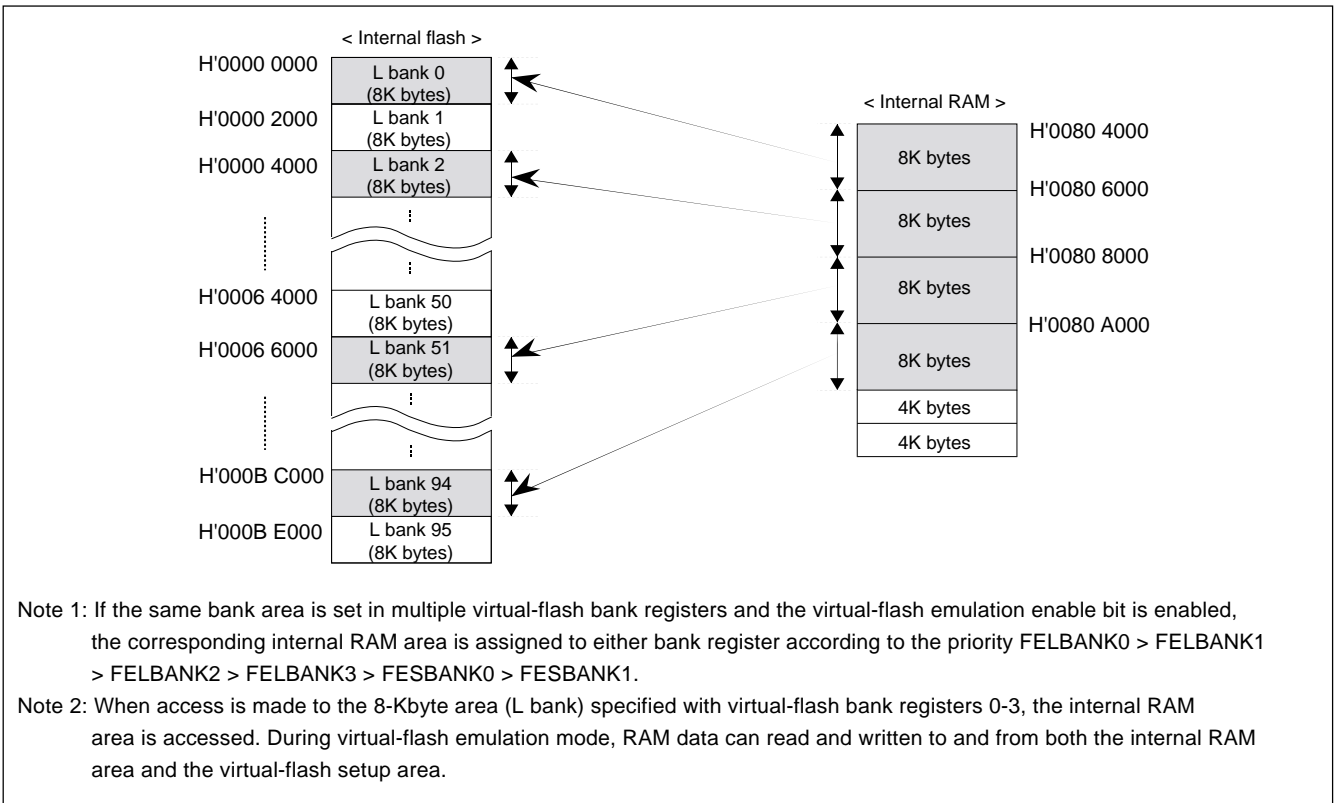 < Internal flash >
H'0000 0000
L bank 0
(8K bytes)
H'0000 2000
L bank 1
(8K bytes)
H'0000 4000
L bank 2
(8K bytes)
H'0006 4000
L bank 50
(8K bytes)
H'0006 6000
L bank 51
(8K bytes)
H'000B C000
L bank 94
(8K bytes)
H'000B E000
L bank 95
(8K bytes)
< Internal RAM >
H'0080 4000
8K bytes
H'0080 6000
8K bytes
H'0080 8000
8K bytes
H'0080 A000
8K bytes
4K bytes
4K bytes
Note 1: If the same bank area is set in multiple virtual-flash bank registers and the virtual-flash emulation enable bit is enabled,
the corresponding internal RAM area is assigned to either bank register according to the priority FELBANK0 > FELBANK1
> FELBANK2 > FELBANK3 > FESBANK0 > FESBANK1.
Note 2: When access is made to the 8-Kbyte area (L bank) specified with virtual-flash bank registers 0-3, the internal RAM
area is accessed. During virtual-flash emulation mode, RAM data can read and written to and from both the internal RAM
area and the virtual-flash setup area.